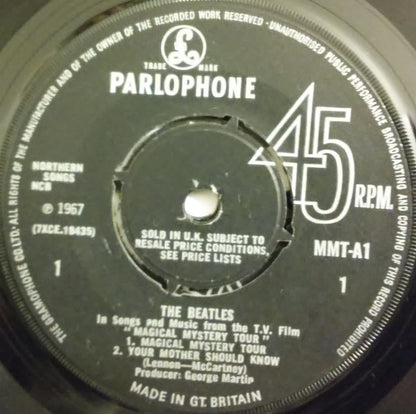 THE GRAMOPHONE CO. LTD. · ALL RIGHTS OF THE MANUFACTURER AND OF THE OWNER OF THE RECORDED WORK RESERVED · UNAUTHORISED PUBLIC PERFORMANCE BROADCASTING AND COPYING OF THIS RECORD PROHIBITED
£
TRADE MARK
PARLOPHONE
45 R.P.M.
NORTHERN
SONGS
NCB
℗ 1967
(7XCE.18435)
SOLD IN U.K. SUBJECT TO
RESALE PRICE CONDITIONS,
SEE PRICE LISTS
MMT-A1
1
1
THE BEATLES
In Songs and Music from the T.V. Film
"MAGICAL MYSTERY TOUR"
1. MAGICAL MYSTERY TOUR
2. YOUR MOTHER SHOULD KNOW
(Lennon—McCartney)
Producer: George Martin
MADE IN GT. BRITAIN